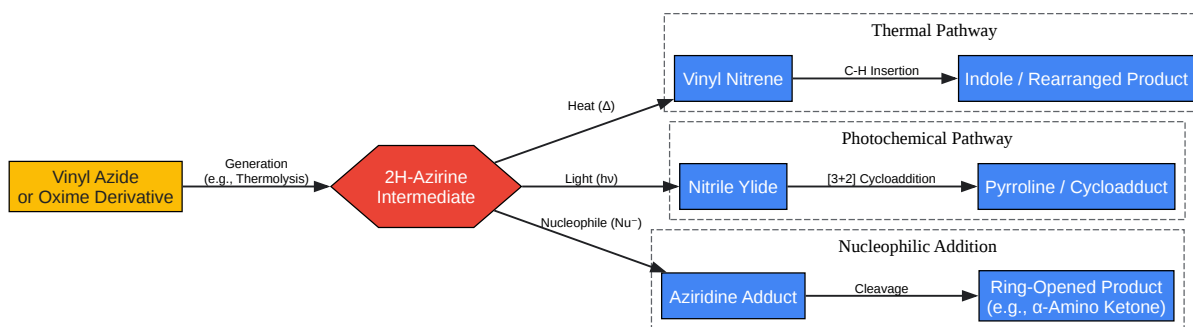 Thermal Pathway
Vinyl Nitrene
C-H Insertion
Indole / Rearranged Product
Heat (Δ)
Photochemical Pathway
Vinyl Azide
or Oxime Derivative
Generation
(e.g., Thermolysis)
2H-Azirine
Intermediate
Light (hν)
Nitrile Ylide
[3+2] Cycloaddition
Pyrroline / Cycloadduct
Nucleophile (Nu⁻)
Nucleophilic Addition
Aziridine Adduct
Cleavage
Ring-Opened Product
(e.g., α-Amino Ketone)